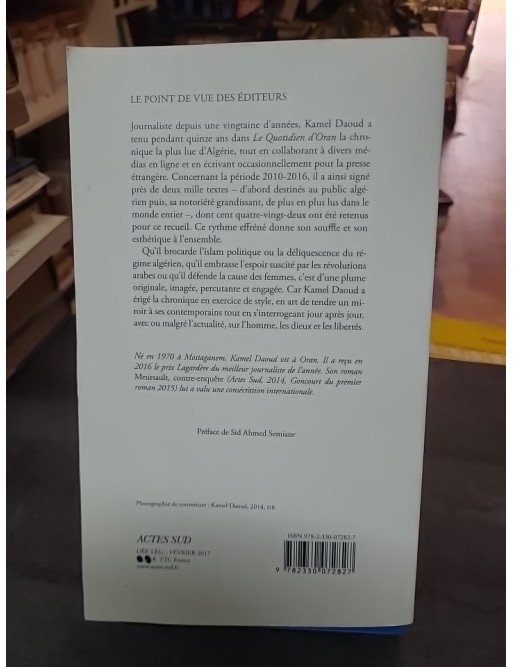 LE POINT DE VUE DES ÉDITEURS
Journaliste depuis une vingtaine d'années, Kamel Daoud a
tenu pendant quinze ans dans Le Quotidien d'Oran la chro-
nique la plus lue d'Algérie, tout en collaborant à divers mé-
dias en ligne et en écrivant occasionnellement pour la presse
étrangère. Concernant la période 2010-2016, il a ainsi signé
près de deux mille textes – d'abord destinés au public algé-
rien puis, sa notoriété grandissant, de plus en plus lus dans le
monde entier –, dont cent quatre-vingt-deux ont été retenus
pour ce recueil. Ce rythme effréné donne son souffle et son
esthétique à l'ensemble.
Qu'il brocarde l'islam politique ou la déliquescence du ré-
gime algérien, qu'il embrasse l'espoir suscité par les révolutions
arabes ou qu'il défende la cause des femmes, c'est d'une plume
originale, imagée, percutante et engagée. Car Kamel Daoud a
érigé la chronique en exercice de style, en art de tendre un mi-
roir à ses contemporains tout en s'interrogeant jour après jour,
avec ou malgré l'actualité, sur l'homme, les dieux et les libertés.
Né en 1970 à Mostaganem, Kamel Daoud vit à Oran. Il a reçu en
2016 le prix Lagardère du meilleur journaliste de l'année. Son roman
Meursault, contre-enquête (Actes Sud, 2014, Goncourt du premier
roman 2015) lui a valu une consécration internationale.
Préface de Sid Ahmed Semiane
Photographie de couverture : Kamel Daoud, 2014, DR
ACTES SUD
DÉP. LÉG. : FÉVRIER 2017
€ TTC France
www.actes-sud.fr
ISBN 978-2-330-07282-7
9 782330 072827